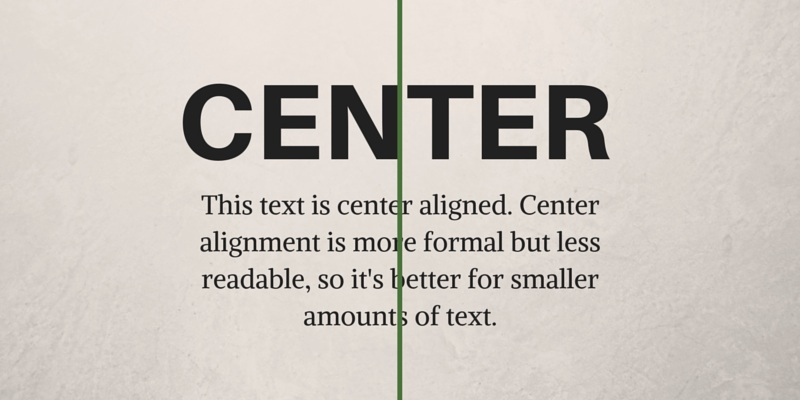 CENTER
This text is center aligned. Center
alignment is more formal but less
readable, so it's better for smaller
amounts of text.